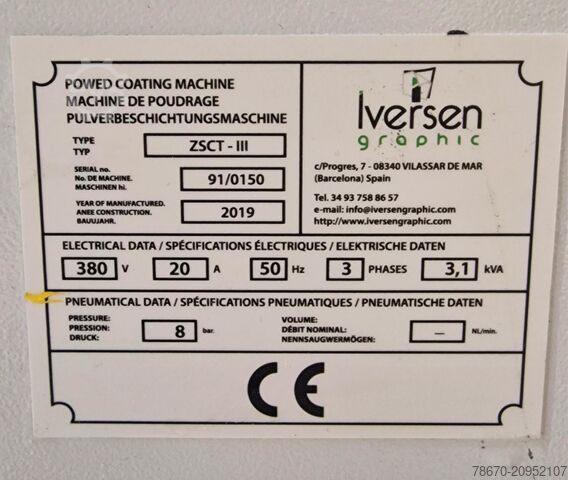 POWED COATING MACHINE
MACHINE DE POUDRAGE
PULVERBESCHICHTUNGSMASCHINE
TYPE
TYP
ZSCT - III
SERIAL no.
No. DE MACHINE.
MASCHINEN hi.
91/0150
YEAR OF MANUFACTURED.
ANEE CONSTRUCTION.
BAUUJAHR.
2019
Iversen
graphic
c/Progres, 7 - 08340 VILASSAR DE MAR
(Barcelona) Spain
Tel. 34 93 758 86 57
e-mail: info@iversengraphic.com
http://www.iversengraphic.com
ELECTRICAL DATA / SPÉCIFICATIONS ÉLECTRIQUES / ELEKTRISCHE DATEN
380 V 20 A 50 Hz 3 PHASES 3,1 kVA
PNEUMATICAL DATA / SPÉCIFICATIONS PNEUMATIQUES / PNEUMATISCHE DATEN
PRESSURE:
PRESSION:
DRUCK:
8 bar.
VOLUME:
DÉBIT NOMINAL:
NENNSAUGWERMÖGEN:
— NL/min.
CE
78670-20952107